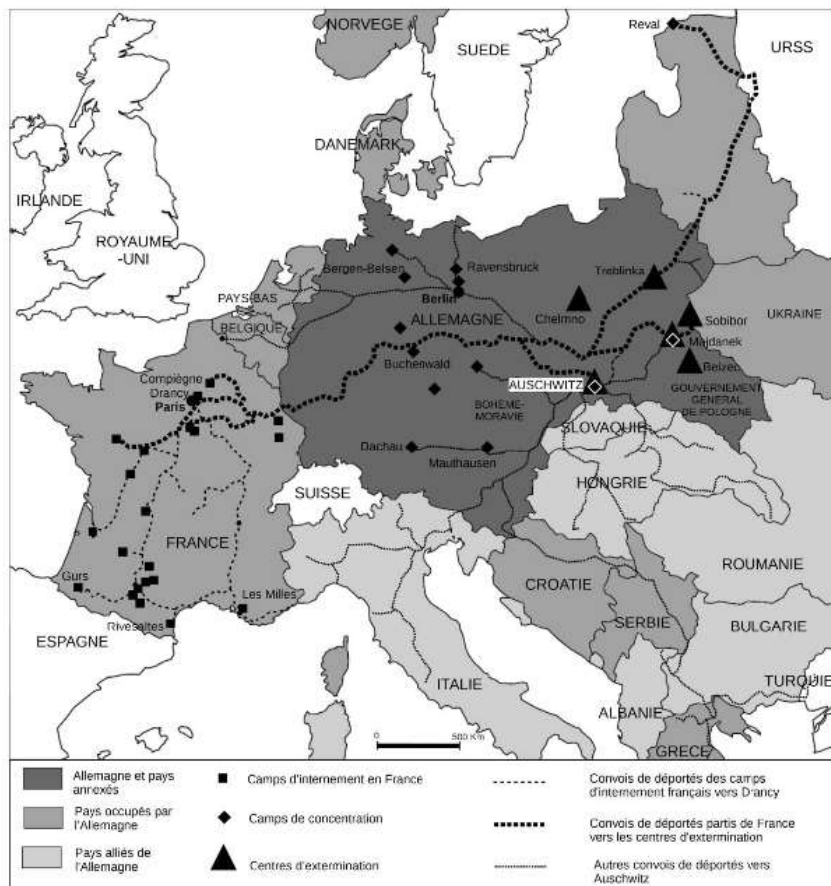 NORVEGE
Reval
SUEDE
URSS
DANEMARK
IRLANDE
ROYAUME
-UNI
Bergen-Belsen
Ravensbruck
Treblinka
PAYS-BAS
Berlin
Chelmno
Sobibor
UKRAINE
BELGIQUE
ALLEMAGNE
Majdanek
Compiègne
Buchenwald
Belzec
Drancy
AUSCHWITZ
Paris
BOHEME-
MORAVIE
GOUVERNEMENT
GENERAL
DE POLOGNE
SLOVAQUIE
Dachau
Mauthausen
HONGRIE
SUISSE
FRANCE
ROUMANIE
Gurs
CROATIE
Les Milles
Rivesaltes
SERBIE
BULGARIE
ESPAGNE
ITALIE
TURQUIE
ALBANIE
0
500 Km
GRECE
Allemagne et pays
annexés
Camps d'internement en France
Convois de déportés des camps
d'internement français vers Drancy
Pays occupés par
l'Allemagne
Camps de concentration
Convois de déportés partis de France
vers les centres d'extermination
Pays alliés de
l'Allemagne
Centres d'extermination
Autres convois de déportés vers
Auschwitz